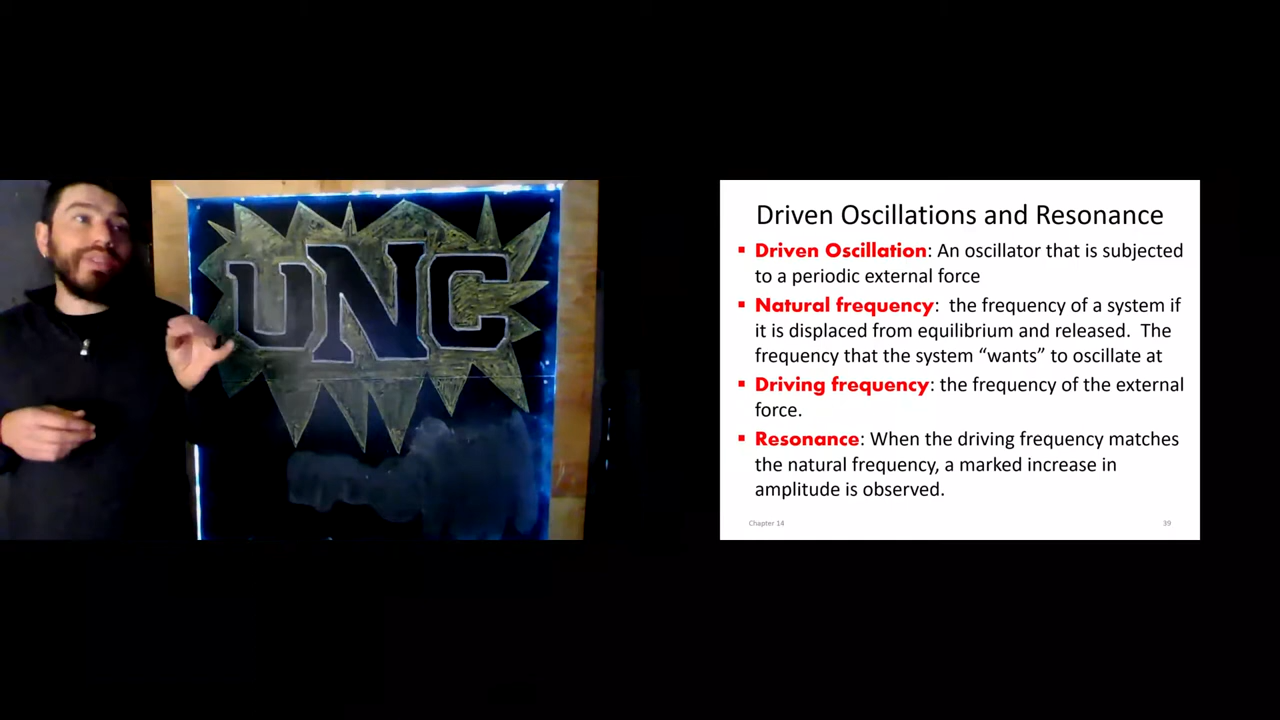 UNC
Driven Oscillations and Resonance
▪ Driven Oscillation: An oscillator that is subjected
to a periodic external force
▪ Natural frequency:  the frequency of a system if
it is displaced from equilibrium and released.  The
frequency that the system “wants” to oscillate at
▪ Driving frequency: the frequency of the external
force.
▪ Resonance: When the driving frequency matches
the natural frequency, a marked increase in
amplitude is observed.
Chapter 14
39